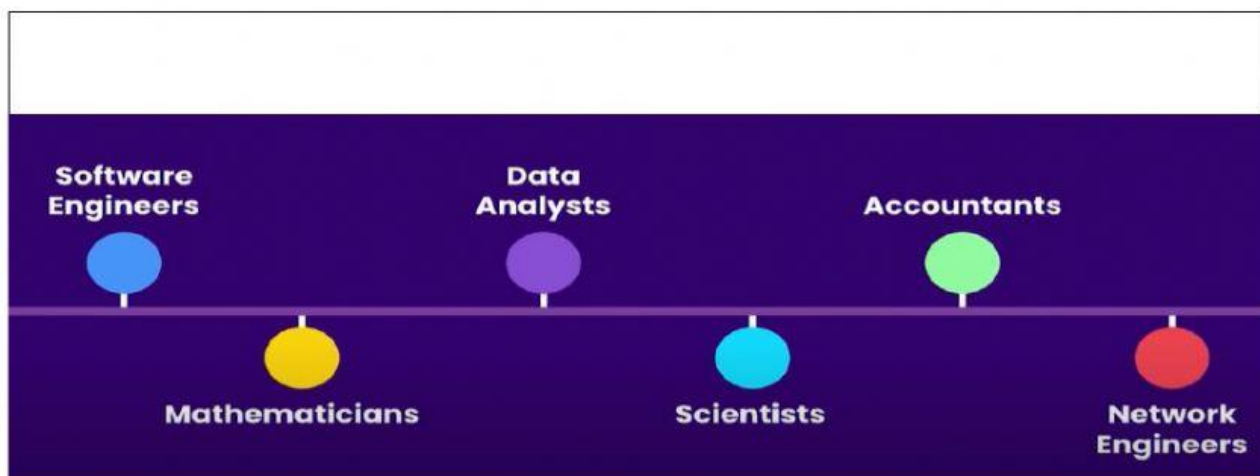 Software
Engineers
Data
Analysts
Accountants
Mathematicians
Scientists
Network
Engineers